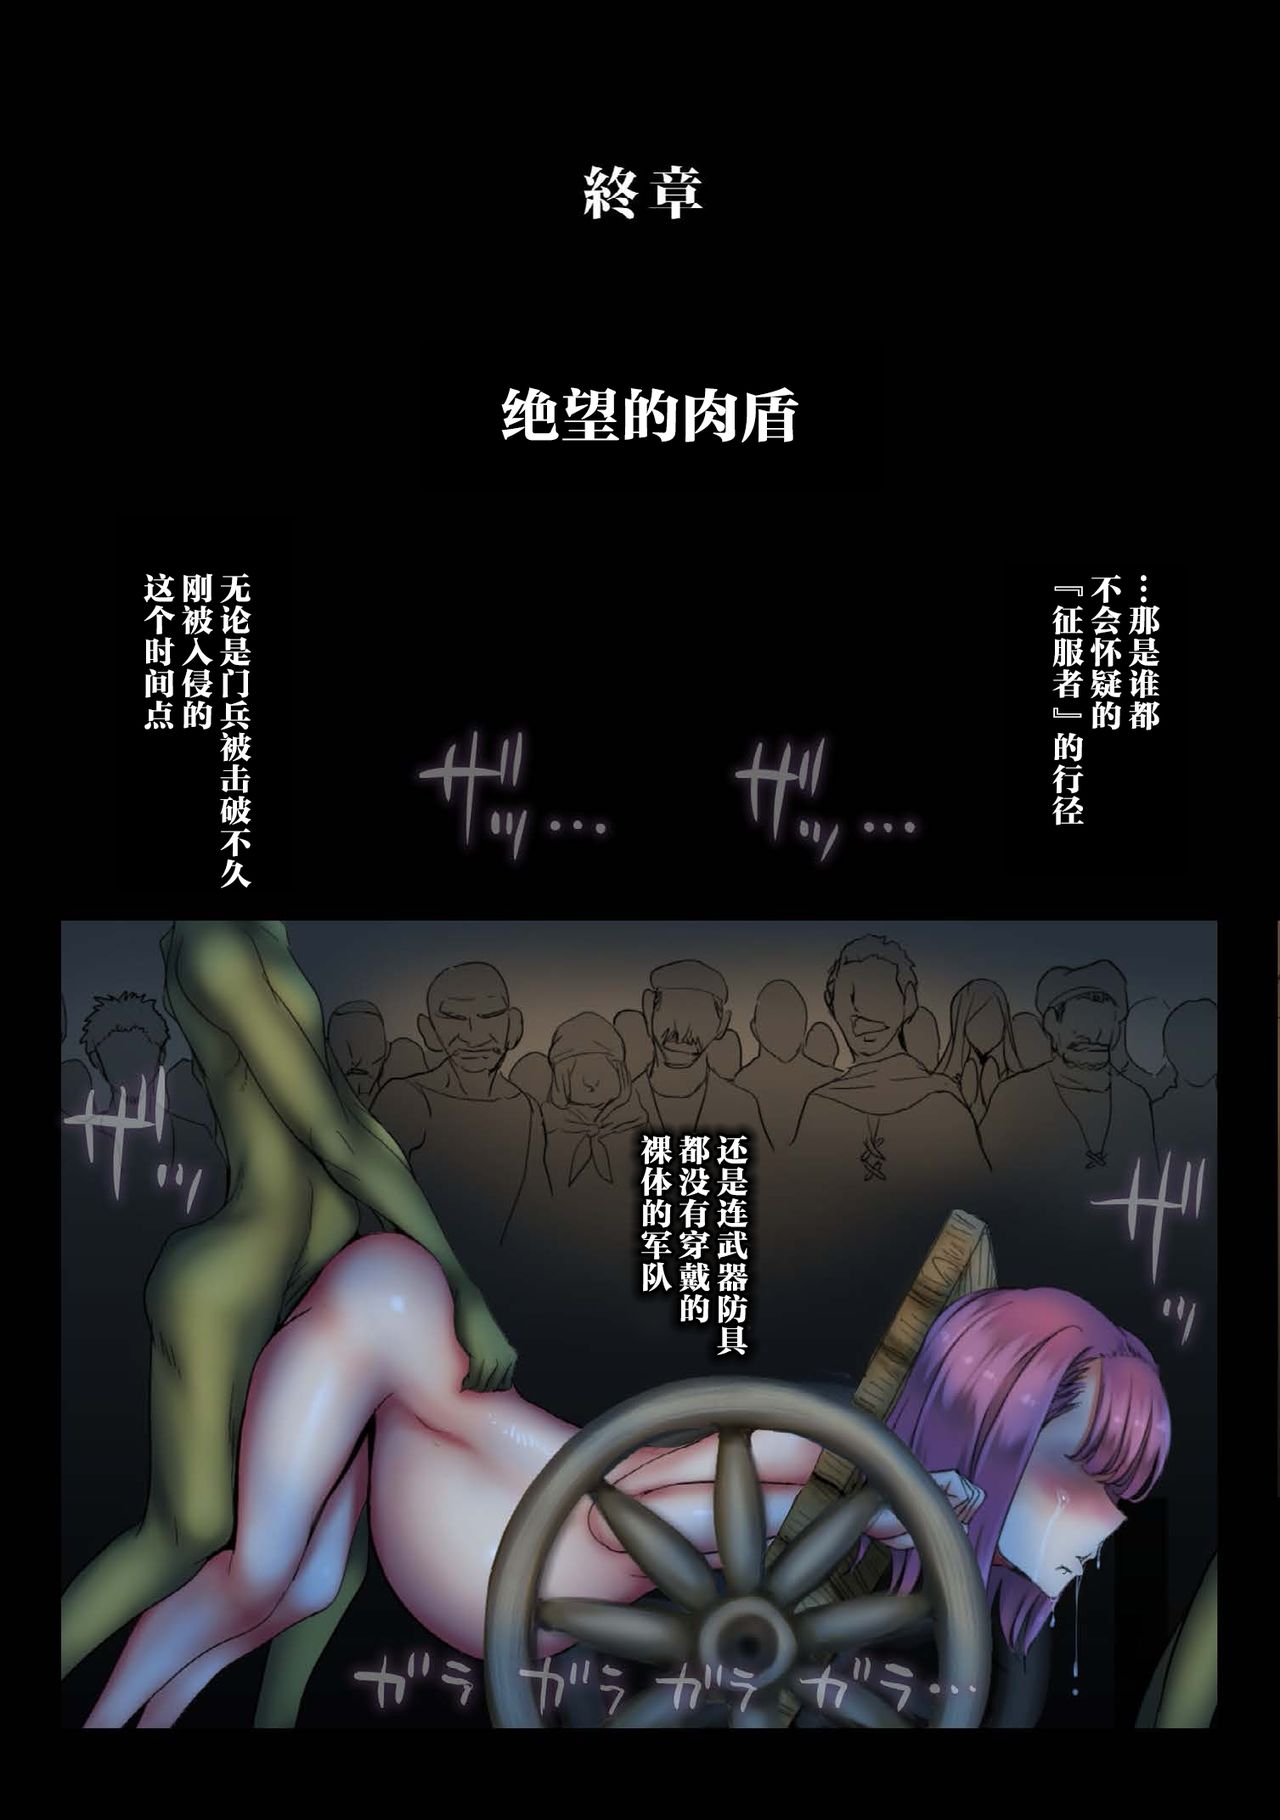 終章
绝望的肉盾
…那是谁都
不会怀疑的
『征服者』的行径
无论是门兵被击破不久
刚被入侵的
这个时间点
ザッ…
ザッ…
还是连武器防具
都没有穿戴的
裸体的军队
ザッ
ザッ
ガラガラガラガラ…